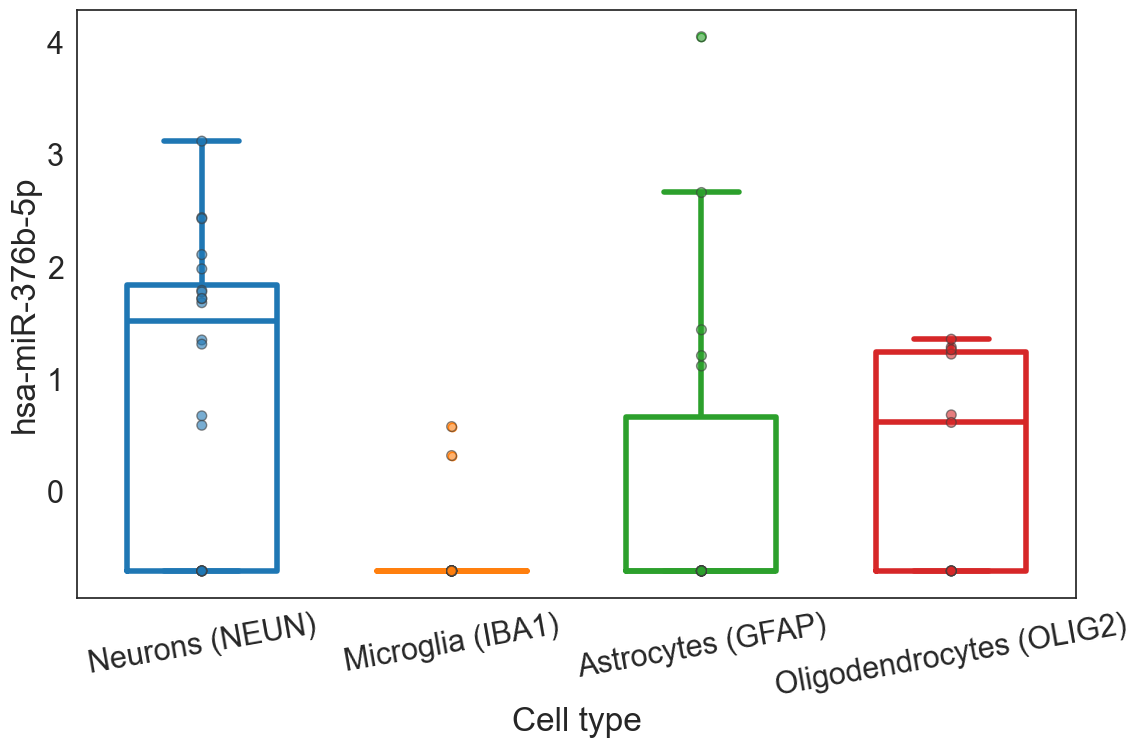 hsa-miR-376b-5p
4
3
2
1
0
Neurons (NEUN)
Microglia (IBA1)
Astrocytes (GFAP)
Oligodendrocytes (OLIG2)
Cell type